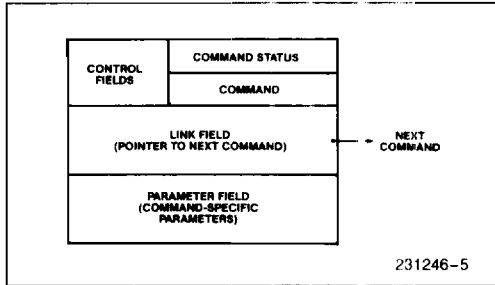 CONTROL
FIELDS
COMMAND STATUS
COMMAND
LINK FIELD
(POINTER TO NEXT COMMAND)
NEXT
COMMAND
PARAMETER FIELD
(COMMAND-SPECIFIC
PARAMETERS)
231246-5